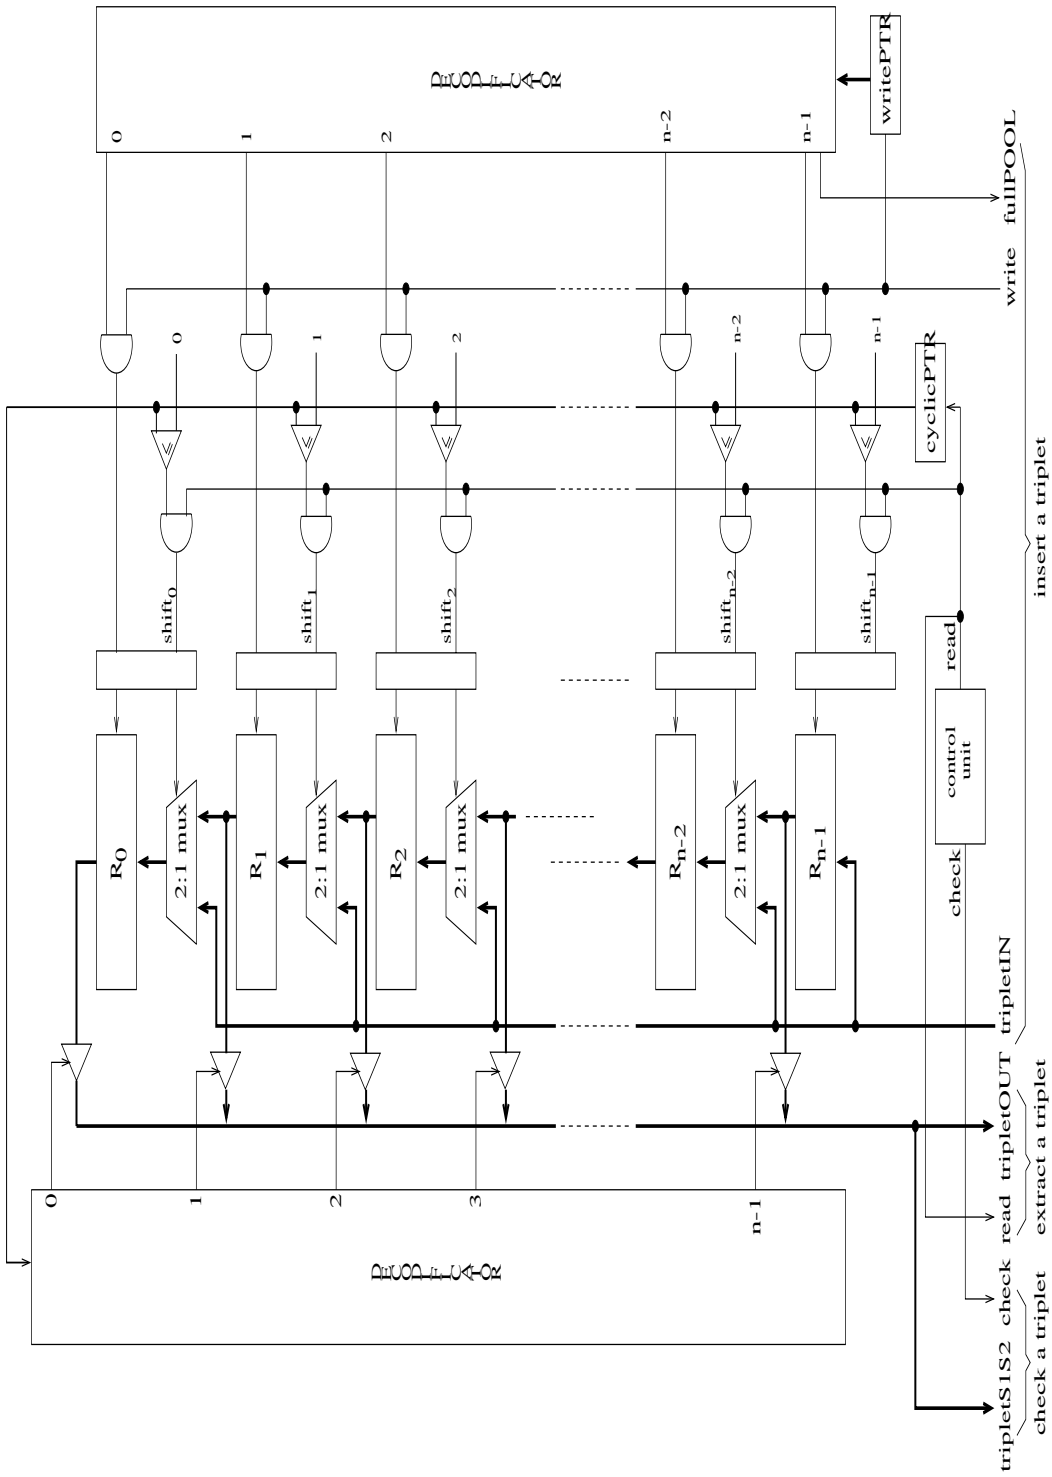 DECODIFICATOR
writePTR
0
1
2
n-2
n-1
fullPOOL
write
0
1
2
n-2
n-1
cyclicPTR
≤
≤
≤
≤
≤
insert a triplet
shift0
shift1
shift2
shiftn-2
shiftn-1
read
control
unit
check
R0
2:1 mux
R1
2:1 mux
R2
2:1 mux
Rn-2
2:1 mux
Rn-1
tripletIN
tripletOUT
read
extract a triplet
0
1
2
3
n-1
DECODIFICATOR
check
tripletS1S2
check a triplet